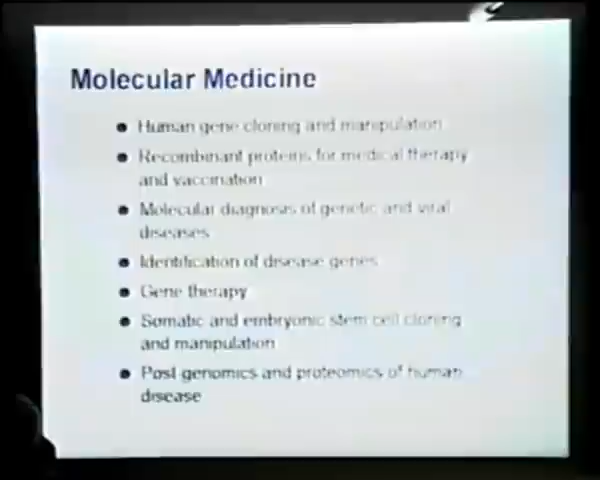 Molecular Medicine
● Human gene cloning and manipulation
● Recombinant proteins for medical therapy
and vaccination
● Molecular diagnosis of genetic and viral
diseases
● Identification of disease genes
● Gene therapy
● Somatic and embryonic stem cell cloning
and manipulation
● Post-genomics and proteomics of human
disease